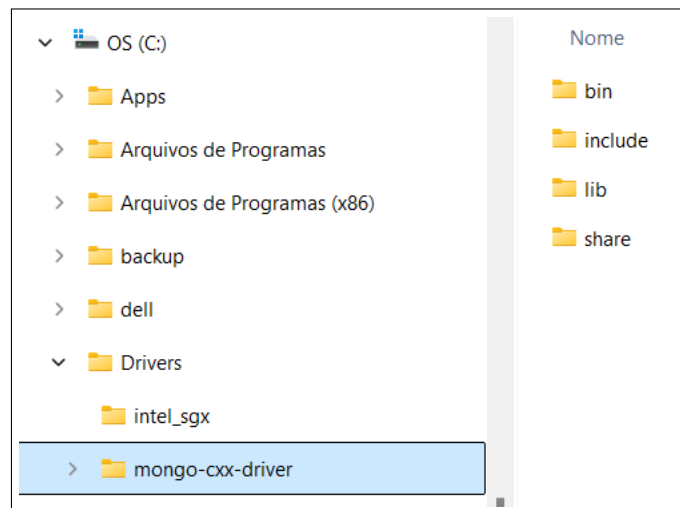 OS (C:)
Apps
Arquivos de Programas
Arquivos de Programas (x86)
backup
dell
Drivers
intel_sgx
mongo-cxx-driver
Nome
bin
include
lib
share